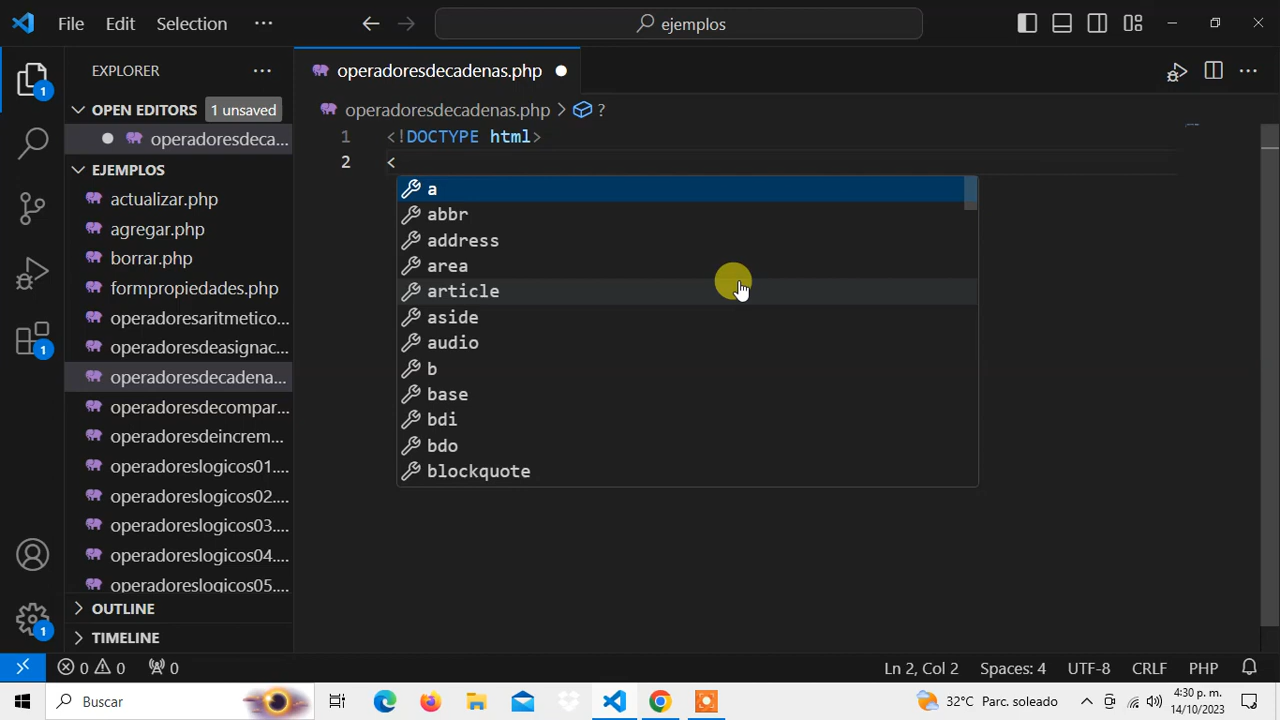 File Edit Selection ··· ejemplos
EXPLORER ···
OPEN EDITORS 1 unsaved
operadoresdeca...
EJEMPLOS
actualizar.php
agregar.php
borrar.php
formpropiedades.php
operadoresaritmetico...
operadoresdeasignac...
operadoresdecadena...
operadoresdecompar...
operadoresdeincrem...
operadoreslogicos01....
operadoreslogicos02....
operadoreslogicos03....
operadoreslogicos04....
operadoreslogicos05....
OUTLINE
TIMELINE
1
1
1
operadoresdecadenas.php
operadoresdecadenas.php > ?
1 <!DOCTYPE html>
2 <
a
abbr
address
area
article
aside
audio
b
base
bdi
bdo
blockquote
0 0 0 Ln 2, Col 2 Spaces: 4 UTF-8 CRLF PHP
Buscar 32°C Parc. soleado 4:30 p. m.
14/10/2023